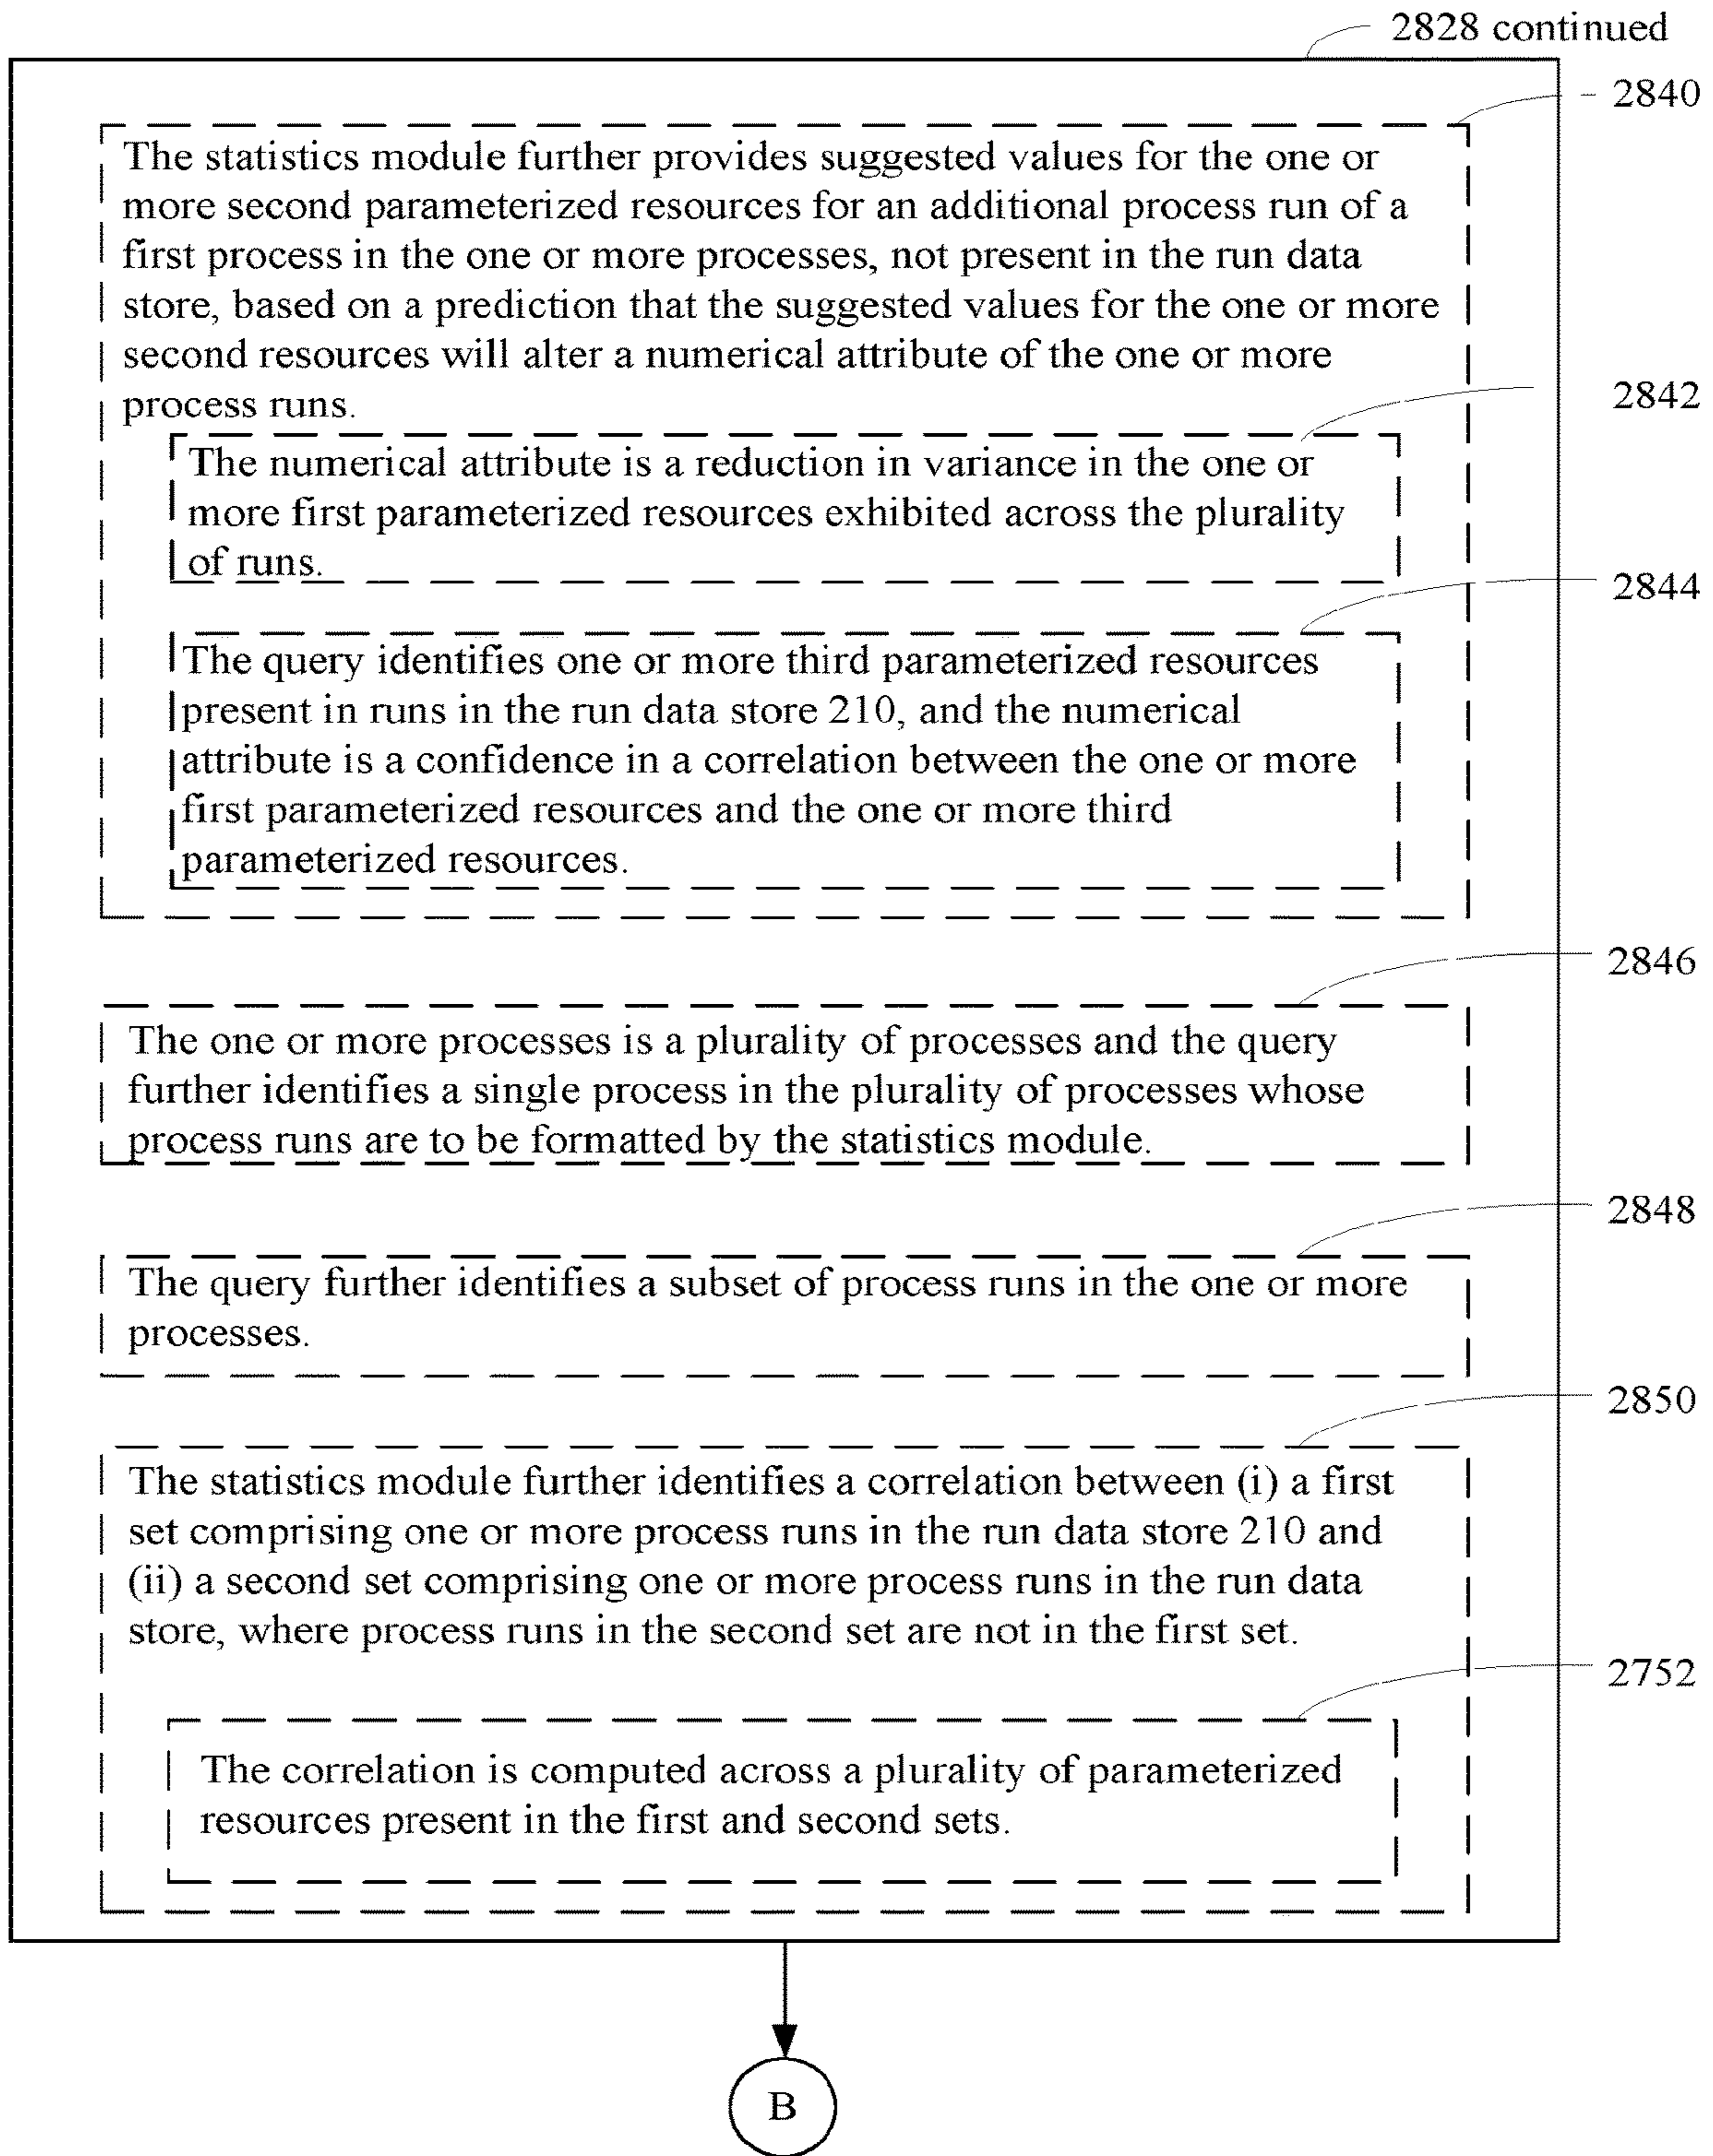 2828 continued
2840
The statistics module further provides suggested values for the one or
more second parameterized resources for an additional process run of a
first process in the one or more processes, not present in the run data
store, based on a prediction that the suggested values for the one or more
second resources will alter a numerical attribute of the one or more
process runs.
2842
The numerical attribute is a reduction in variance in the one or
more first parameterized resources exhibited across the plurality
of runs.
2844
The query identifies one or more third parameterized resources
present in runs in the run data store 210, and the numerical
attribute is a confidence in a correlation between the one or more
first parameterized resources and the one or more third
parameterized resources.
2846
The one or more processes is a plurality of processes and the query
further identifies a single process in the plurality of processes whose
process runs are to be formatted by the statistics module.
2848
The query further identifies a subset of process runs in the one or more
processes.
2850
The statistics module further identifies a correlation between (i) a first
set comprising one or more process runs in the run data store 210 and
(ii) a second set comprising one or more process runs in the run data
store, where process runs in the second set are not in the first set.
2752
The correlation is computed across a plurality of parameterized
resources present in the first and second sets.
B